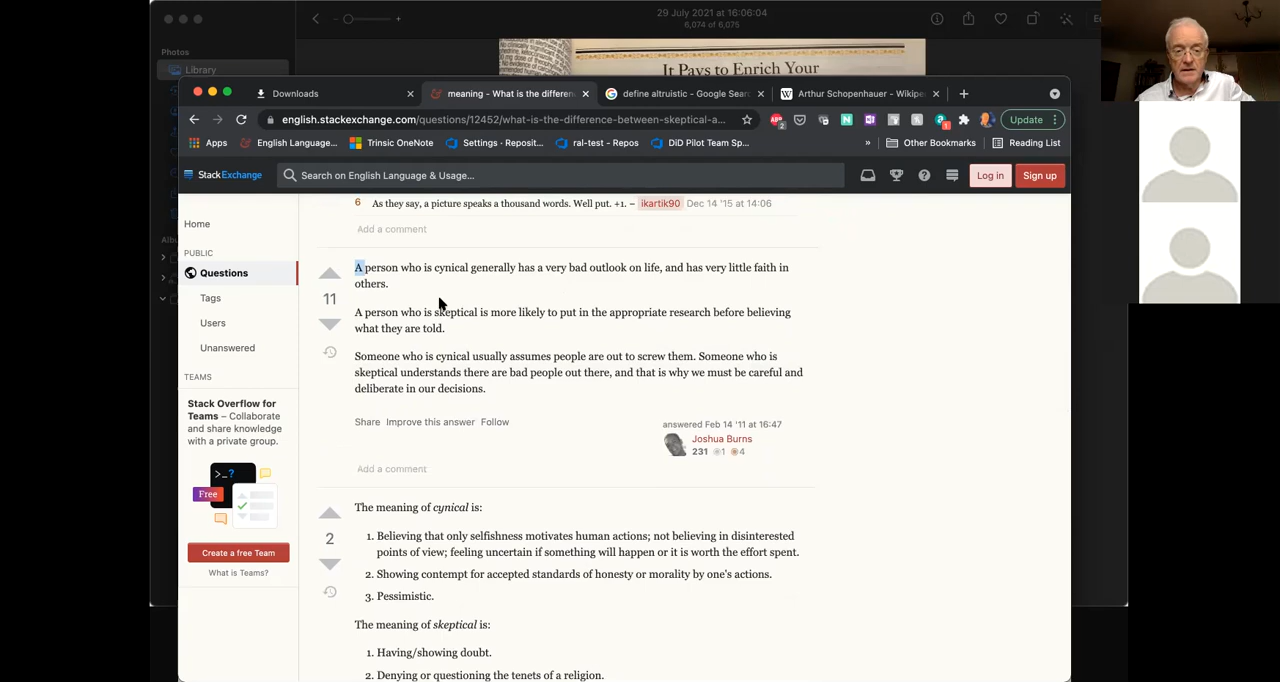 29 July 2021 at 16:06:04
6,074 of 6,075
Photos
Library
It Pays to Enrich Your
Downloads
meaning - What is the differen
define altruistic - Google Sear
Arthur Schopenhauer - Wikipe
english.stackexchange.com/questions/12452/what-is-the-difference-between-skeptical-a...
Update
Apps
English Language...
Trinsic OneNote
Settings · Reposit...
ral-test - Repos
DiD Pilot Team Sp...
»
Other Bookmarks
Reading List
StackExchange
Search on English Language & Usage...
Log in
Sign up
6 As they say, a picture speaks a thousand words. Well put. +1. – ikartik90 Dec 14 '15 at 14:06
Add a comment
Home
PUBLIC
Questions
Tags
Users
Unanswered
TEAMS
Stack Overflow for
Teams – Collaborate
and share knowledge
with a private group.
Free
Create a free Team
What is Teams?
A person who is cynical generally has a very bad outlook on life, and has very little faith in
others.
11
A person who is skeptical is more likely to put in the appropriate research before believing
what they are told.
Someone who is cynical usually assumes people are out to screw them. Someone who is
skeptical understands there are bad people out there, and that is why we must be careful and
deliberate in our decisions.
Share Improve this answer Follow
answered Feb 14 '11 at 16:47
Joshua Burns
231 1 4
Add a comment
The meaning of cynical is:
2
1. Believing that only selfishness motivates human actions; not believing in disinterested
points of view; feeling uncertain if something will happen or it is worth the effort spent.
2. Showing contempt for accepted standards of honesty or morality by one's actions.
3. Pessimistic.
The meaning of skeptical is:
1. Having/showing doubt.
2. Denying or questioning the tenets of a religion.